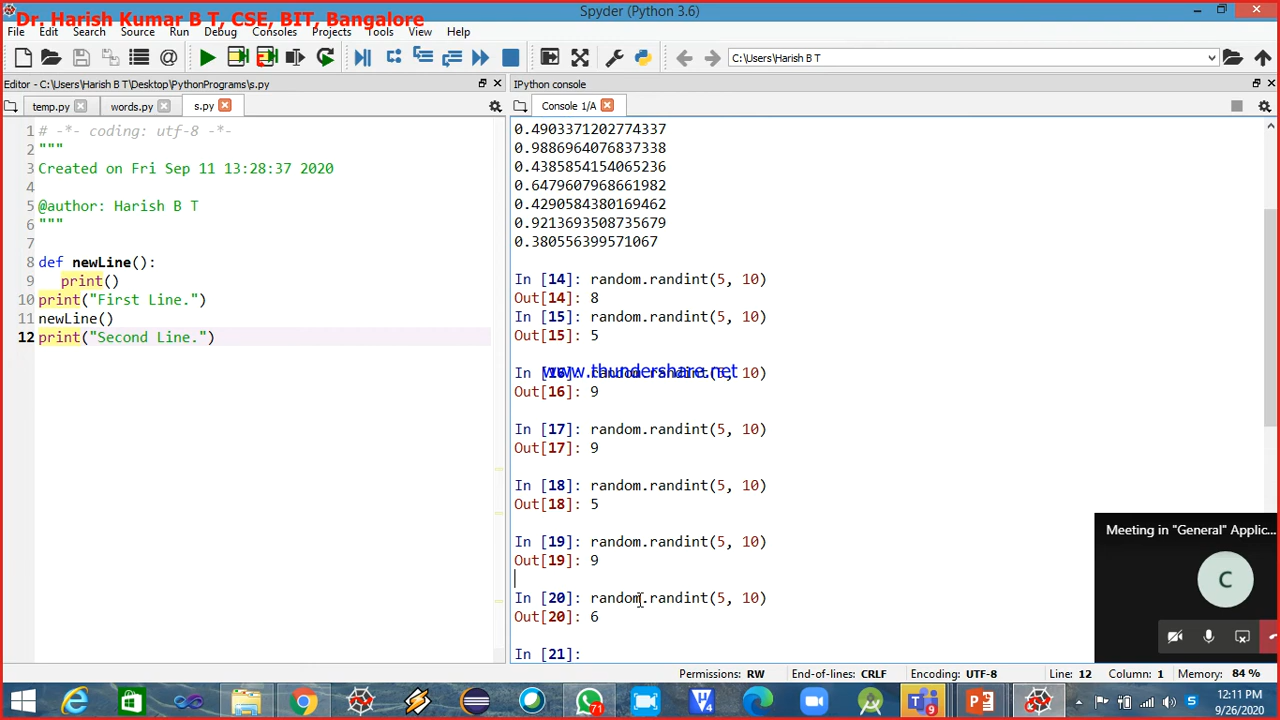 Dr. Harish Kumar B T, CSE, BIT, Bangalore
Spyder (Python 3.6)
File Edit Search Source Run Debug Consoles Projects Tools View Help
C:\Users\Harish B T
Editor - C:\Users\Harish B T\Desktop\PythonPrograms\s.py
temp.py words.py s.py
1 # -*- coding: utf-8 -*-
2 """
3 Created on Fri Sep 11 13:28:37 2020
4
5 @author: Harish B T
6 """
7
8 def newLine():
9 print()
10 print("First Line.")
11 newLine()
12 print("Second Line.")
IPython console
Console 1/A
0.4903371202774337
0.9886964076837338
0.4385854154065236
0.6479607968661982
0.4290584380169462
0.9213693508735679
0.380556399571067
In [14]: random.randint(5, 10)
Out[14]: 8
In [15]: random.randint(5, 10)
Out[15]: 5
In [16]: random.randint(5, 10)
www.thundershare.net
Out[16]: 9
In [17]: random.randint(5, 10)
Out[17]: 9
In [18]: random.randint(5, 10)
Out[18]: 5
In [19]: random.randint(5, 10)
Out[19]: 9
In [20]: random.randint(5, 10)
Out[20]: 6
In [21]:
Meeting in "General" Applic...
C
Permissions: RW End-of-lines: CRLF Encoding: UTF-8 Line: 12 Column: 1 Memory: 84 %
71
9
12:11 PM
9/26/2020